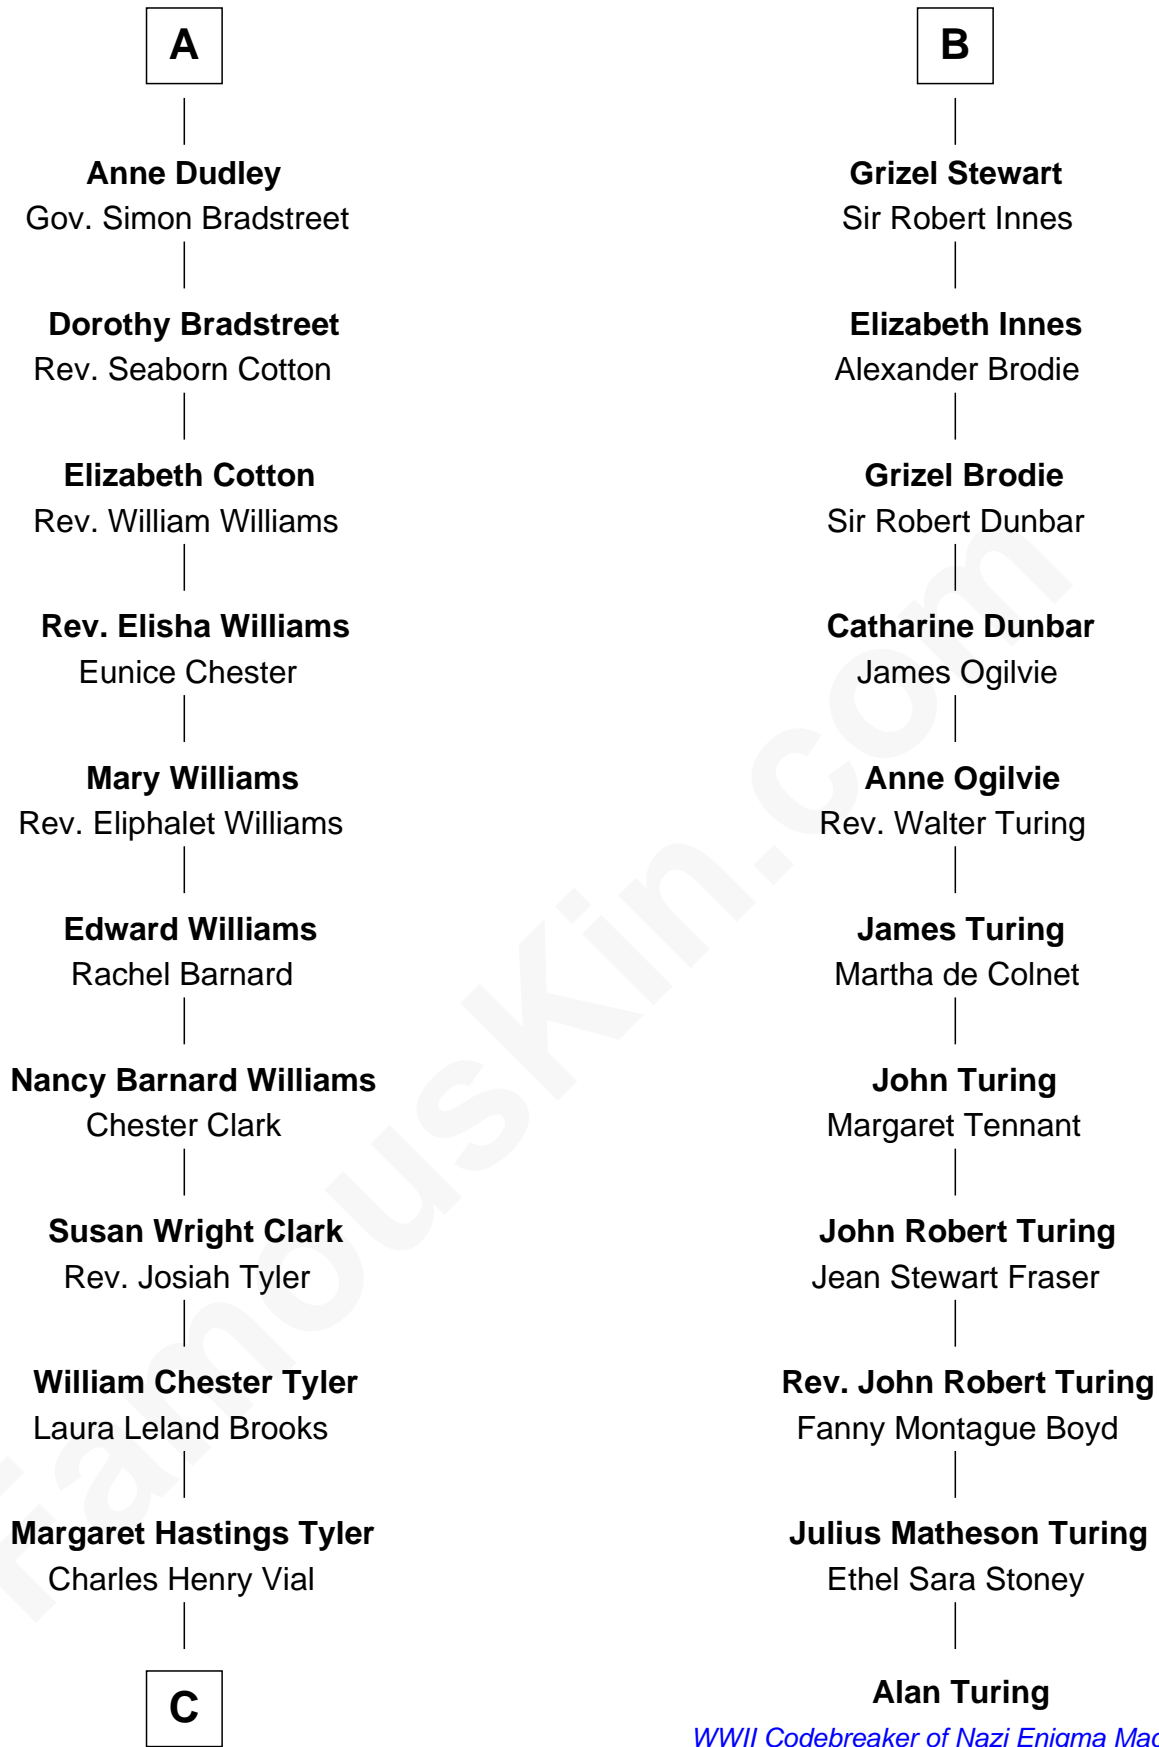 A
Anne Dudley
Gov. Simon Bradstreet
Dorothy Bradstreet
Rev. Seaborn Cotton
Elizabeth Cotton
Rev. William Williams
Rev. Elisha Williams
Eunice Chester
Mary Williams
Rev. Eliphalet Williams
Edward Williams
Rachel Barnard
Nancy Barnard Williams
Chester Clark
Susan Wright Clark
Rev. Josiah Tyler
William Chester Tyler
Laura Leland Brooks
Margaret Hastings Tyler
Charles Henry Vial
C
B
Grizel Stewart
Sir Robert Innes
Elizabeth Innes
Alexander Brodie
Grizel Brodie
Sir Robert Dunbar
Catharine Dunbar
James Ogilvie
Anne Ogilvie
Rev. Walter Turing
James Turing
Martha de Colnet
John Turing
Margaret Tennant
John Robert Turing
Jean Stewart Fraser
Rev. John Robert Turing
Fanny Montague Boyd
Julius Matheson Turing
Ethel Sara Stoney
Alan Turing
WWII Codebreaker of Nazi Enigma
FamousKin.com